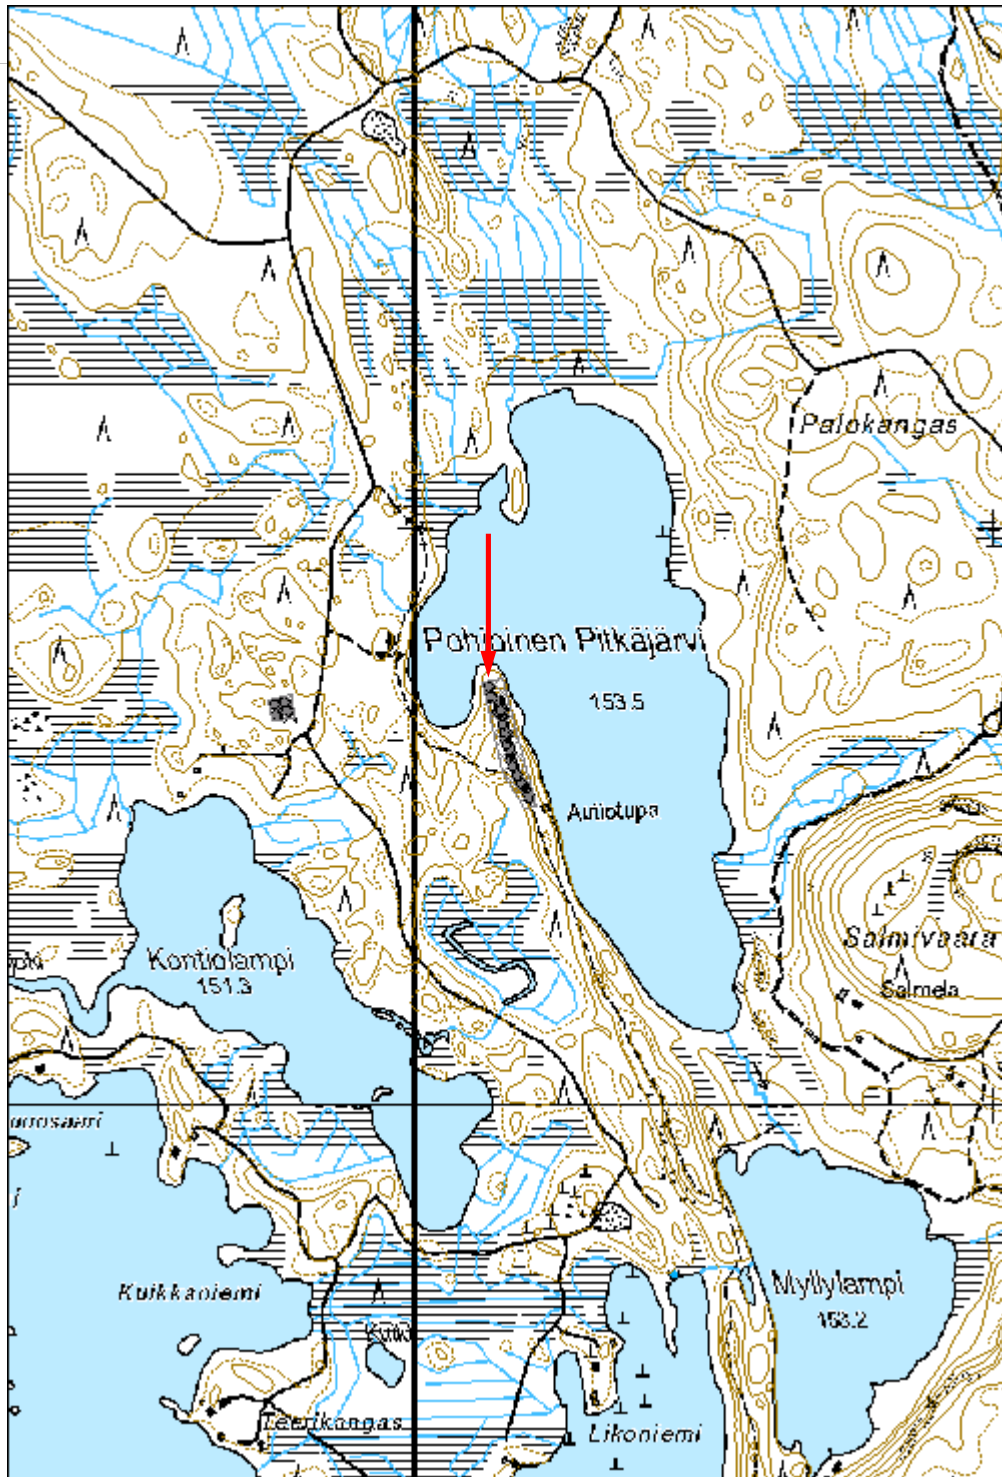 Palokangas
Pohjoinen Pitkäjärvi
153.5
Autiotupa
Salmivaara
Salmela
Kontiolampi
151.3
Kuikkaniemi
Myllylampi
153.2
Teerikangas
Likoniemi